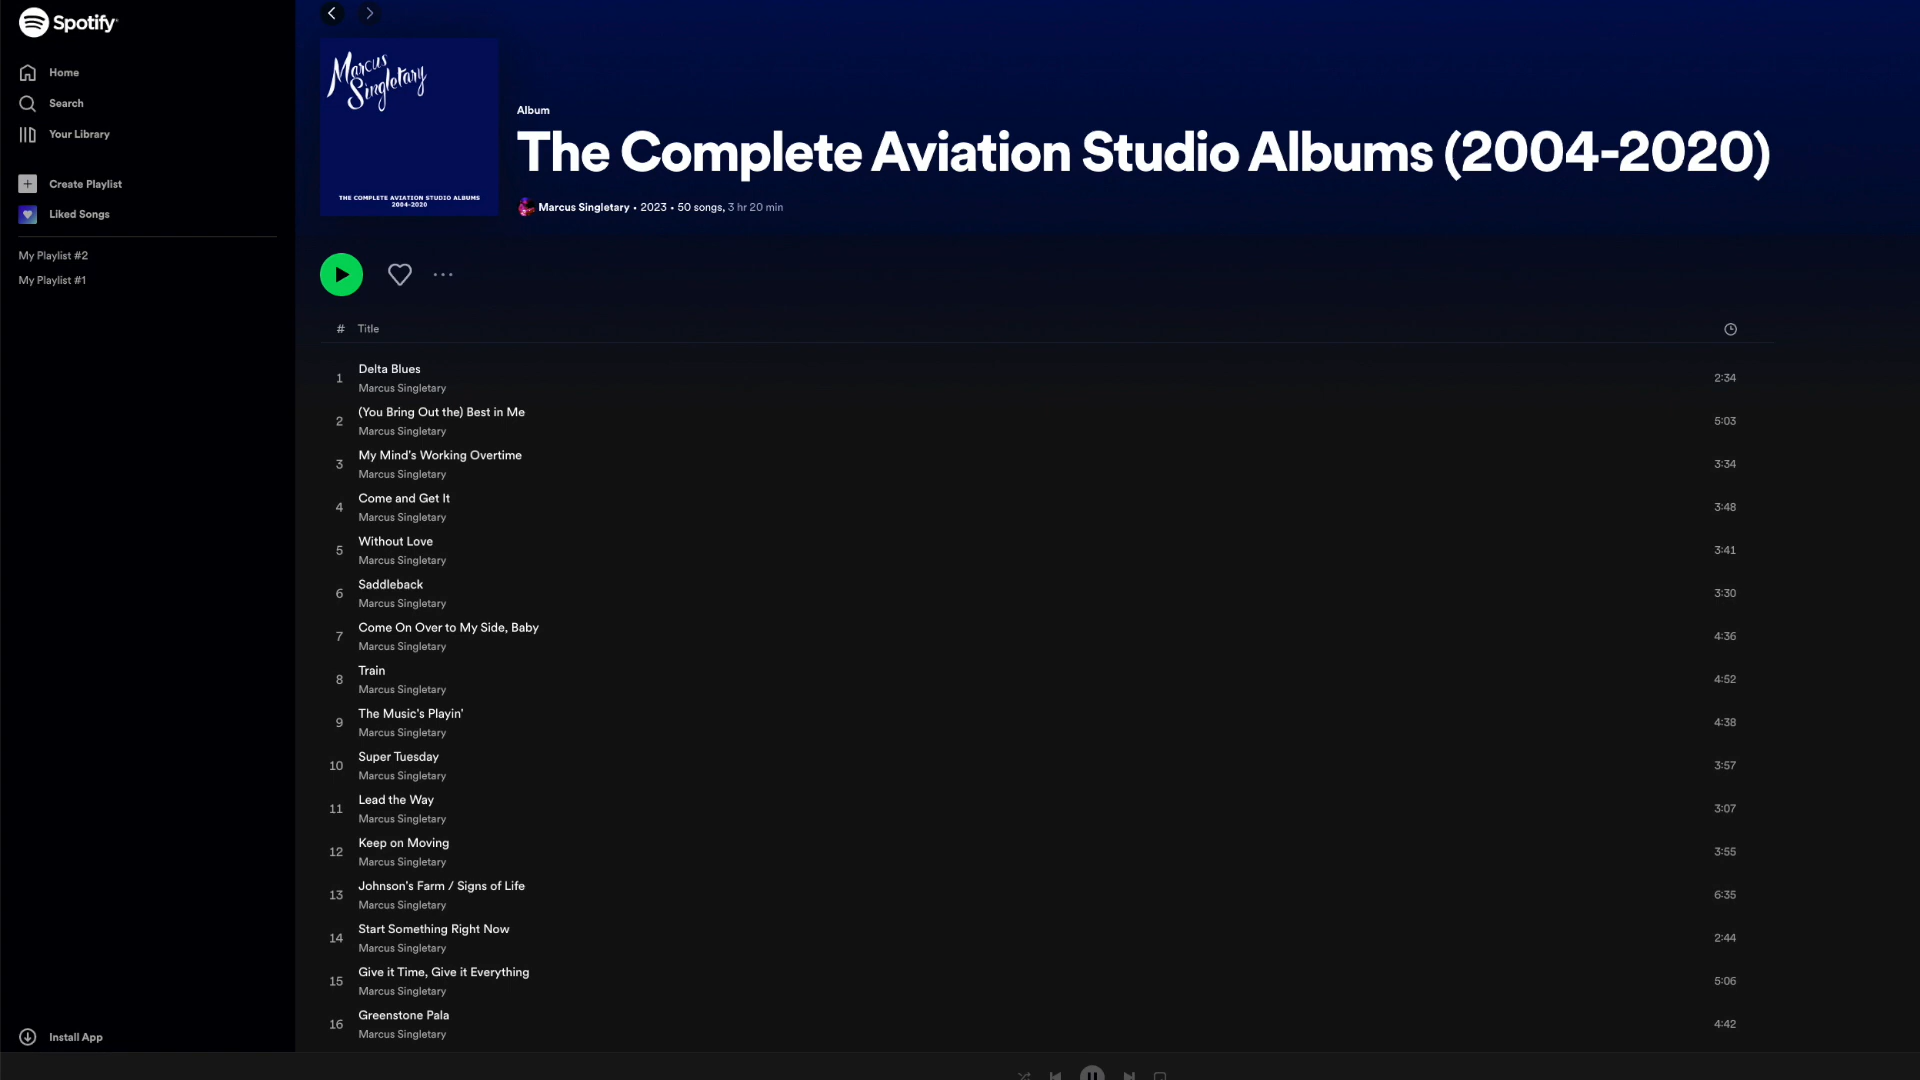 Spotify
Home
Search
Your Library
Create Playlist
Liked Songs
My Playlist #2
My Playlist #1
Install App
Marcus
Singletary
THE COMPLETE AVIATION STUDIO ALBUMS
2004-2020
Album
The Complete Aviation Studio Albums (2004-2020)
Marcus Singletary • 2023 • 50 songs, 3 hr 20 min
# Title
1 Delta Blues 2:34
Marcus Singletary
2 (You Bring Out the) Best in Me 5:03
Marcus Singletary
3 My Mind's Working Overtime 3:34
Marcus Singletary
4 Come and Get It 3:48
Marcus Singletary
5 Without Love 3:41
Marcus Singletary
6 Saddleback 3:30
Marcus Singletary
7 Come On Over to My Side, Baby 4:36
Marcus Singletary
8 Train 4:52
Marcus Singletary
9 The Music's Playin' 4:38
Marcus Singletary
10 Super Tuesday 3:57
Marcus Singletary
11 Lead the Way 3:07
Marcus Singletary
12 Keep on Moving 3:55
Marcus Singletary
13 Johnson's Farm / Signs of Life 6:35
Marcus Singletary
14 Start Something Right Now 2:44
Marcus Singletary
15 Give it Time, Give it Everything 5:06
Marcus Singletary
16 Greenstone Pala 4:42
Marcus Singletary